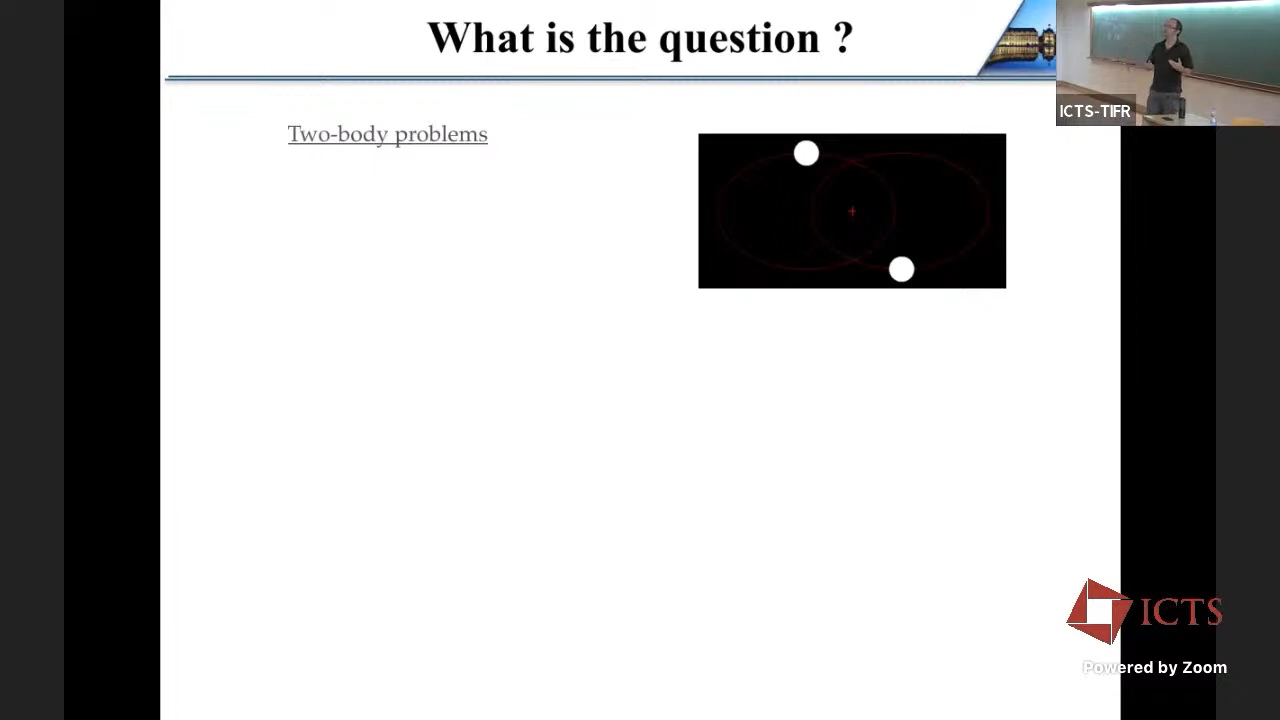 What is the question ?
ICTS-TIFR
Two-body problems
ICTS
Powered by Zoom